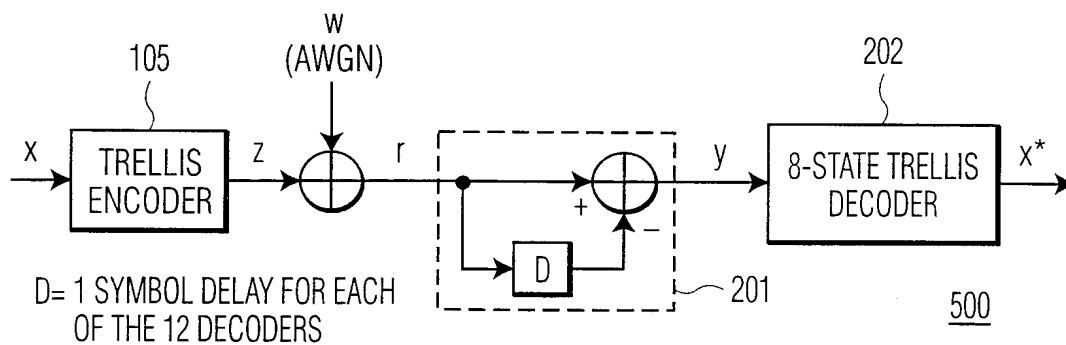 105
W
(AWGN)
202
x
TRELLIS
ENCODER
z
r
+
−
D
y
8-STATE TRELLIS
DECODER
x*
D= 1 SYMBOL DELAY FOR EACH
OF THE 12 DECODERS
201
500